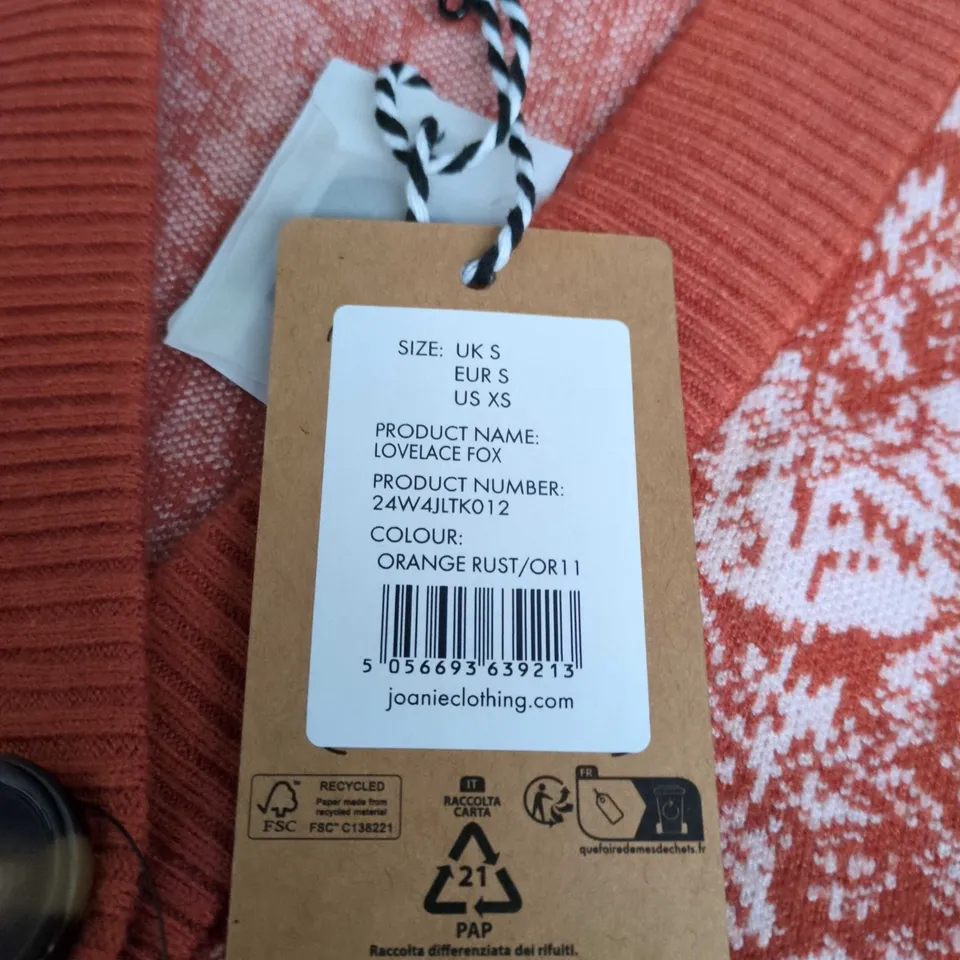 SIZE: UK S
EUR S
US XS
PRODUCT NAME:
LOVELACE FOX
PRODUCT NUMBER:
24W4JLTK012
COLOUR:
ORANGE RUST/OR11
5 056693 639213
joanieclothing.com
FSC
RECYCLED
Paper made from
recycled material
FSC™ C138221
IT
RACCOLTA
CARTA
21
PAP
Raccolta differenziata dei rifiuti.
FR
quefairedemesdechets.fr